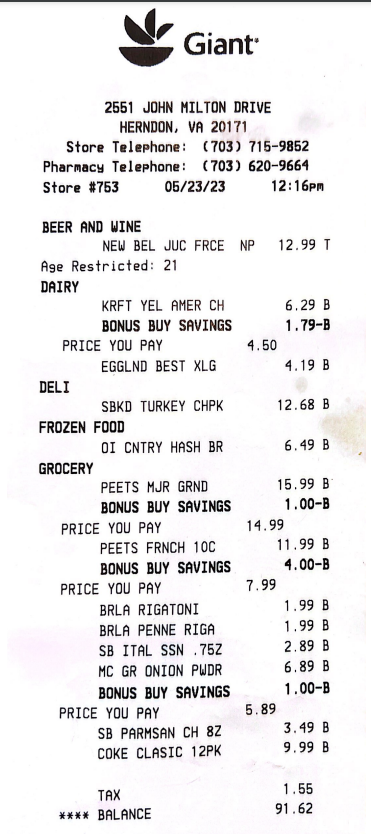 Giant
2551 JOHN MILTON DRIVE
HERNDON, VA 20171
Store Telephone: (703) 715-9852
Pharmacy Telephone: (703) 620-9664
Store #753 05/23/23 12:16pm
BEER AND WINE
NEW BEL JUC FRCE NP 12.99 T
Age Restricted: 21
DAIRY
KRFT YEL AMER CH 6.29 B
BONUS BUY SAVINGS 1.79-B
PRICE YOU PAY 4.50
EGGLND BEST XLG 4.19 B
DELI
SBKD TURKEY CHPK 12.68 B
FROZEN FOOD
OI CNTRY HASH BR 6.49 B
GROCERY
PEETS MJR GRND 15.99 B
BONUS BUY SAVINGS 1.00-B
PRICE YOU PAY 14.99
PEETS FRNCH 10C 11.99 B
BONUS BUY SAVINGS 4.00-B
PRICE YOU PAY 7.99
BRLA RIGATONI 1.99 B
BRLA PENNE RIGA 1.99 B
SB ITAL SSN .75Z 2.89 B
MC GR ONION PWDR 6.89 B
BONUS BUY SAVINGS 1.00-B
PRICE YOU PAY 5.89
SB PARMSAN CH 8Z 3.49 B
COKE CLASIC 12PK 9.99 B
TAX 1.55
**** BALANCE 91.62